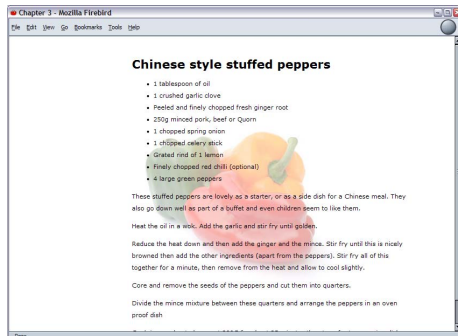 Chapter 3 - Mozilla Firebird
File Edit View Go Bookmarks Tools Help
Chinese style stuffed peppers
1 tablespoon of oil
1 crushed garlic clove
Peeled and finely chopped fresh ginger root
250g minced pork, beef or Quorn
1 chopped spring onion
1 chopped celery stick
Grated rind of 1 lemon
Finely chopped red chilli (optional)
4 large green peppers
These stuffed peppers are lovely as a starter, or as a side dish for a Chinese meal. They
also go down well as part of a buffet and even children seem to like them.
Heat the oil in a wok. Add the garlic and stir fry until golden.
Reduce the heat down and then add the ginger and the mince. Stir fry until this is nicely
browned then add the other ingredients (apart from the peppers). Stir fry all of this
together for a minute, then remove from the heat and allow to cool slightly.
Core and remove the seeds of the peppers and cut them into quarters.
Divide the mince mixture between these quarters and arrange the peppers in an oven
proof dish